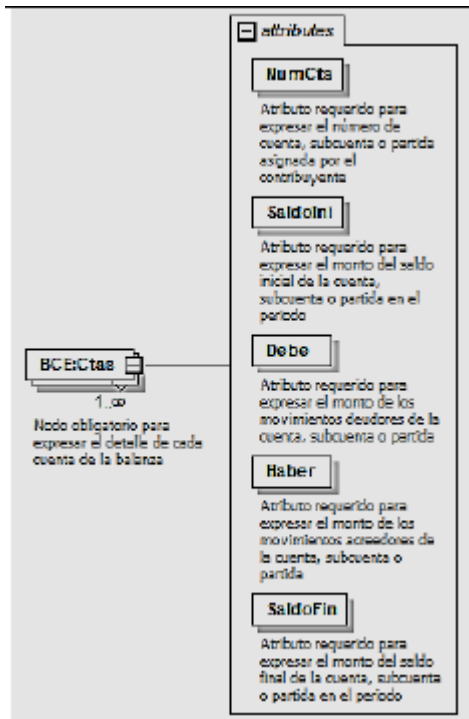 attributes
NumCta
Atributo requerido para
expresar el número de
cuenta, subcuenta o partida
asignada por el
contribuyente
SaldoIni
Atributo requerido para
expresar el monto del saldo
inicial de la cuenta,
subcuenta o partida en el
periodo
BCE:Ctas
1..∞
Nodo obligatorio para
expresar el detalle de cada
cuenta de la balanza
Debe
Atributo requerido para
expresar el monto de los
movimientos deudores de la
cuenta, subcuenta o partida
Haber
Atributo requerido para
expresar el monto de los
movimientos acreedores de
la cuenta, subcuenta o
partida
SaldoFin
Atributo requerido para
expresar el monto del saldo
final de la cuenta, subcuenta
o partida en el periodo